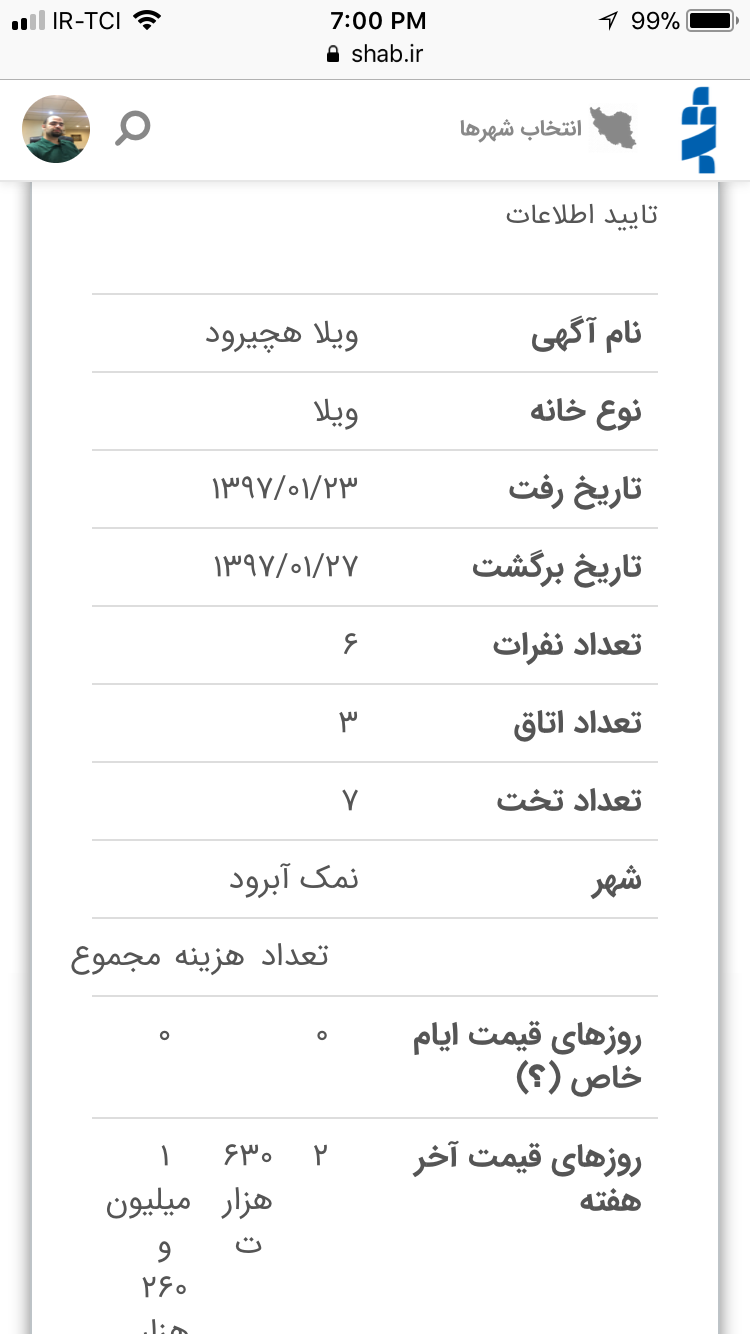 IR-TCI 7:00 PM 99%
shab.ir
انتخاب شهرها
تایید اطلاعات
نام آگهی ویلا هچیرود
نوع خانه ویلا
تاریخ رفت ۱۳۹۷/۰۱/۲۳
تاریخ برگشت ۱۳۹۷/۰۱/۲۷
تعداد نفرات ۶
تعداد اتاق ۳
تعداد تخت ۷
شهر نمک آبرود
تعداد هزینه مجموع
روزهای قیمت ایام ۰ ۰
خاص (؟)
روزهای قیمت آخر ۲ ۶۳۰ ۱
هفته هزار میلیون
ت و
۲۶۰
هزار